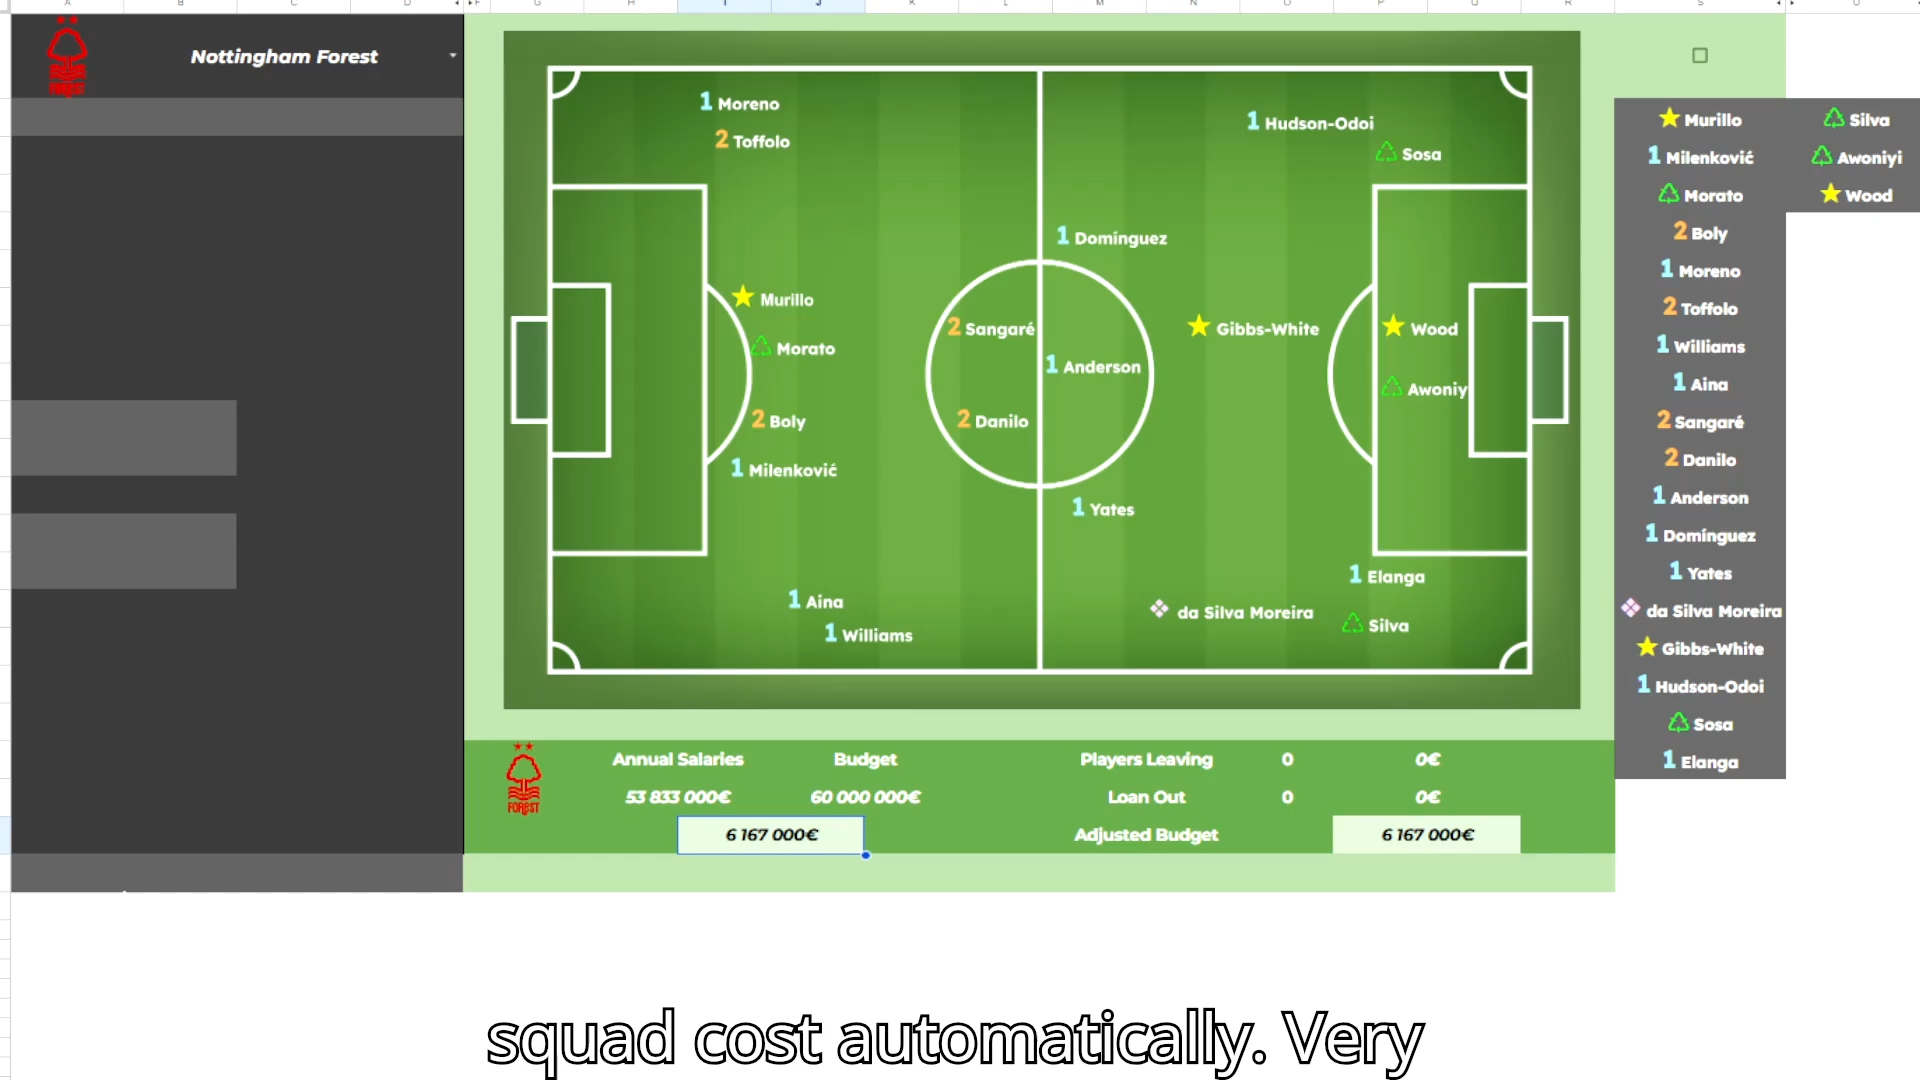 G H I J K L M N O P Q R S U
Nottingham Forest
FOREST
1 Moreno
2 Toffolo
1 Hudson-Odoi
Sosa
1 Domínguez
Murillo
2 Sangaré
Gibbs-White
Wood
Morato
1 Anderson
Awoniy
2 Boly
2 Danilo
1 Milenković
1 Yates
1 Elanga
1 Aina
da Silva Moreira
Silva
1 Williams
Murillo
Silva
1 Milenković
Awoniyi
Morato
Wood
2 Boly
1 Moreno
2 Toffolo
1 Williams
1 Aina
2 Sangaré
2 Danilo
1 Anderson
1 Domínguez
1 Yates
da Silva Moreira
Gibbs-White
1 Hudson-Odoi
Sosa
1 Elanga
FOREST
Annual Salaries Budget Players Leaving 0 0€
53 833 000€ 60 000 000€ Loan Out 0 0€
6 167 000€ Adjusted Budget 6 167 000€
squad cost automatically. Very